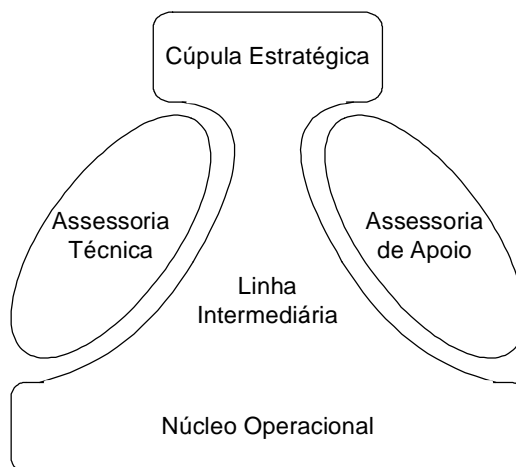 Cúpula Estratégica
Assessoria
Técnica
Assessoria
de Apoio
Linha
Intermediária
Núcleo Operacional